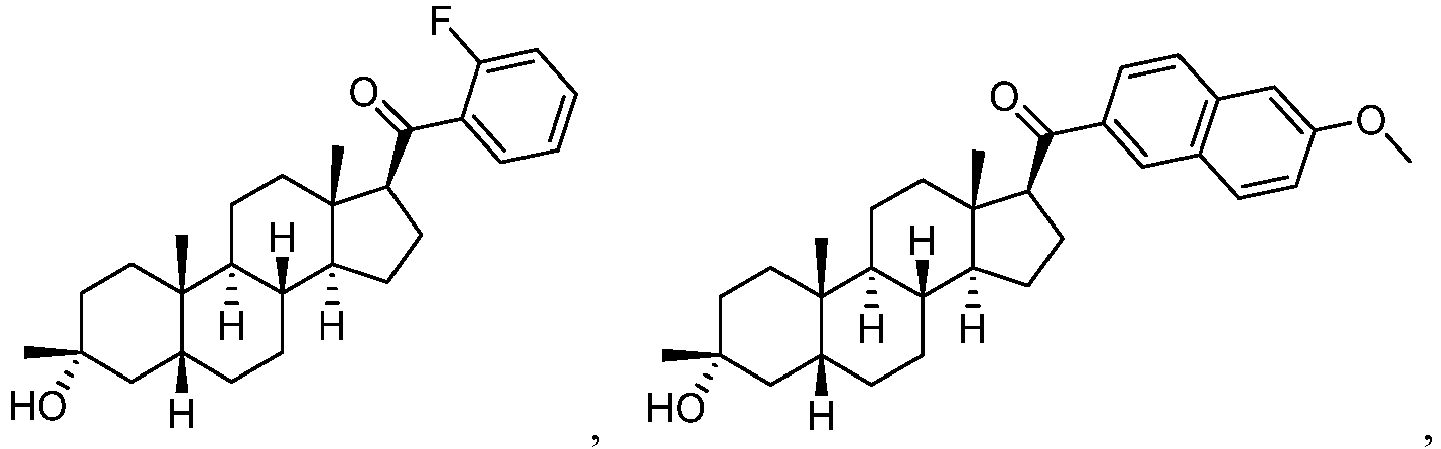 F
O O O
H H
H H H H
HO H , HO H ,